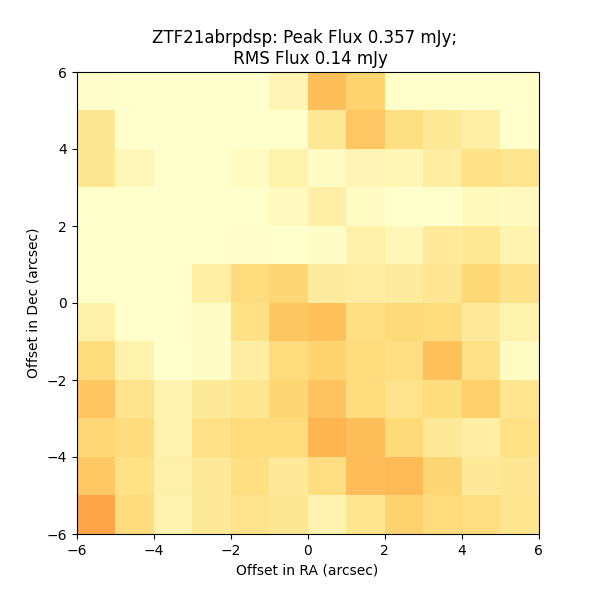 ZTF21abrpdsp: Peak Flux 0.357 mJy;
RMS Flux 0.14 mJy
6
4
2
0
−2
−4
−6
Offset in Dec (arcsec)
−6 −4 −2 0 2 4 6
Offset in RA (arcsec)